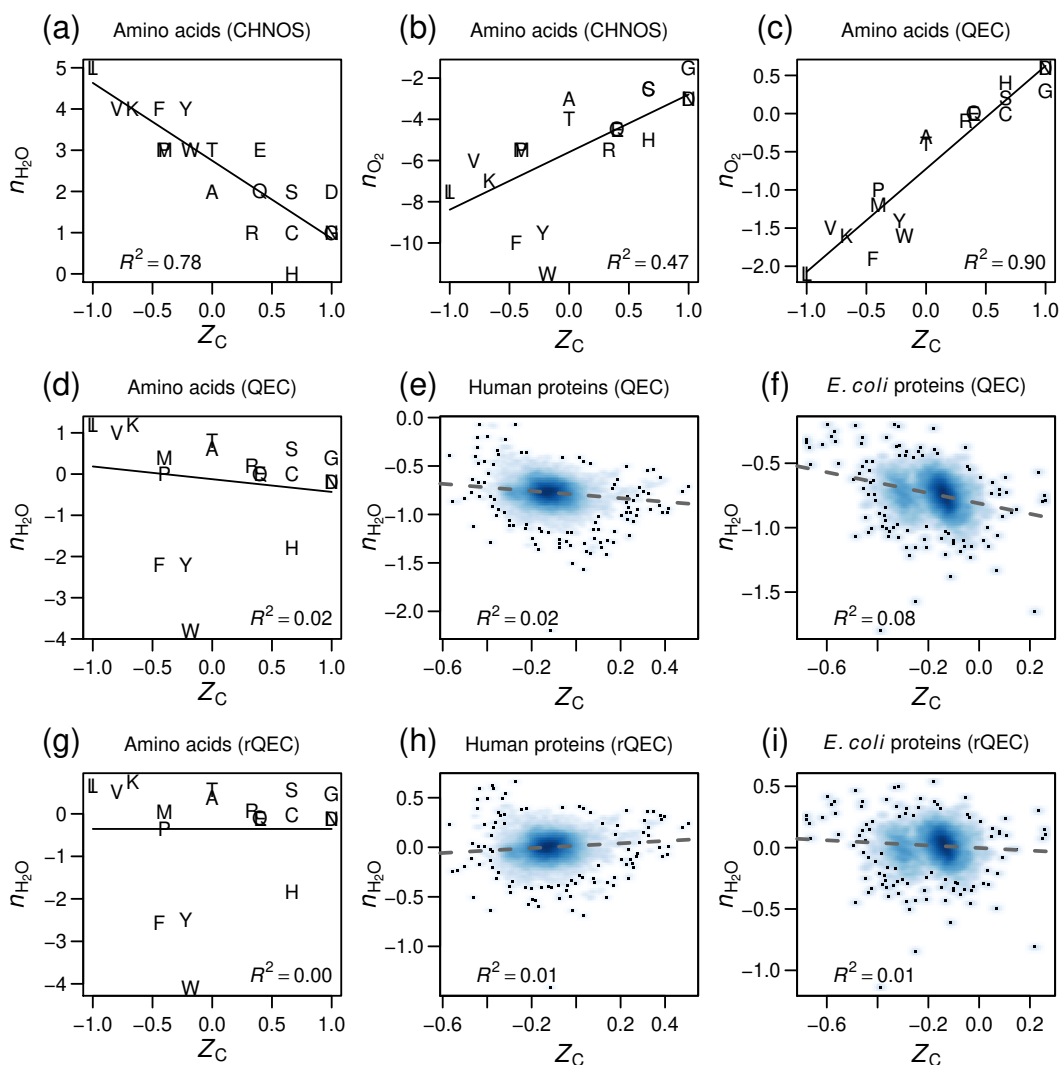 (a) Amino acids (CHNOS)
(b) Amino acids (CHNOS)
(c) Amino acids (QEC)
5
4
3
2
1
0
nH2O
V K F Y
W T E
A Q S D
R C
H
R2 = 0.78
−1.0 −0.5 0.0 0.5 1.0
ZC
−2
−4
−6
−8
−10
nO2
G
A
T
V K R H
F Y
W
R2 = 0.47
−1.0 −0.5 0.0 0.5 1.0
ZC
0.5
0.0
−0.5
−1.0
−1.5
−2.0
nO2
H
S G
C
A
T
P
M
V K Y
W
F
R2 = 0.90
−1.0 −0.5 0.0 0.5 1.0
ZC
(d) Amino acids (QEC)
(e) Human proteins (QEC)
(f) E. coli proteins (QEC)
1
0
−1
−2
−3
−4
nH2O
V K T
M A R S G
P C
F Y H
W
R2 = 0.02
−1.0 −0.5 0.0 0.5 1.0
ZC
0.0
−0.5
−1.0
−1.5
−2.0
nH2O
R2 = 0.02
−0.6 −0.2 0.2 0.4
ZC
0.0
−0.5
−1.0
−1.5
nH2O
R2 = 0.08
−0.6 −0.4 −0.2 0.0 0.2
ZC
(g) Amino acids (rQEC)
(h) Human proteins (rQEC)
(i) E. coli proteins (rQEC)
0
−1
−2
−3
−4
nH2O
V K T
M A R S G
P C
F Y H
W
R2 = 0.00
−1.0 −0.5 0.0 0.5 1.0
ZC
0.5
0.0
−0.5
−1.0
nH2O
R2 = 0.01
−0.6 −0.2 0.2 0.4
ZC
0.5
0.0
−0.5
−1.0
nH2O
R2 = 0.01
−0.6 −0.4 −0.2 0.0 0.2
ZC